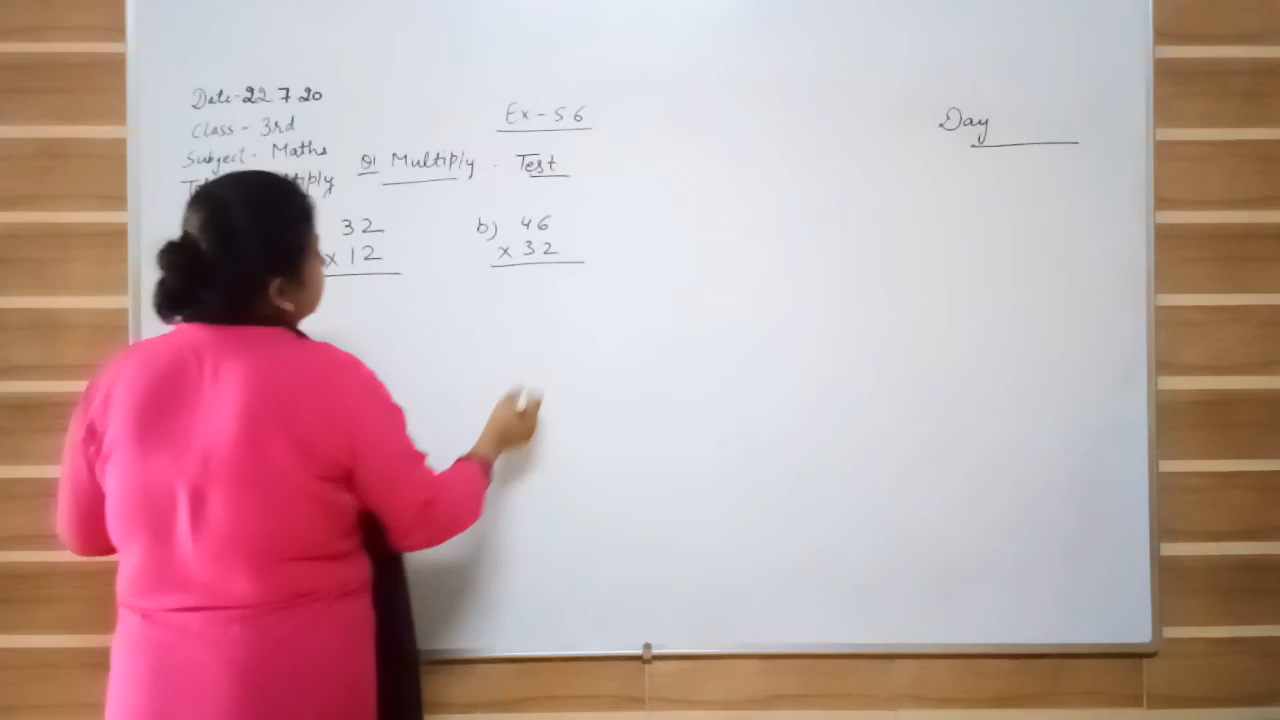 Date-22 7 20
Class - 3rd
Subject - Maths
Ex - 56
Day
Q1 Multiply - Test
32
x 12
b) 46
x 32